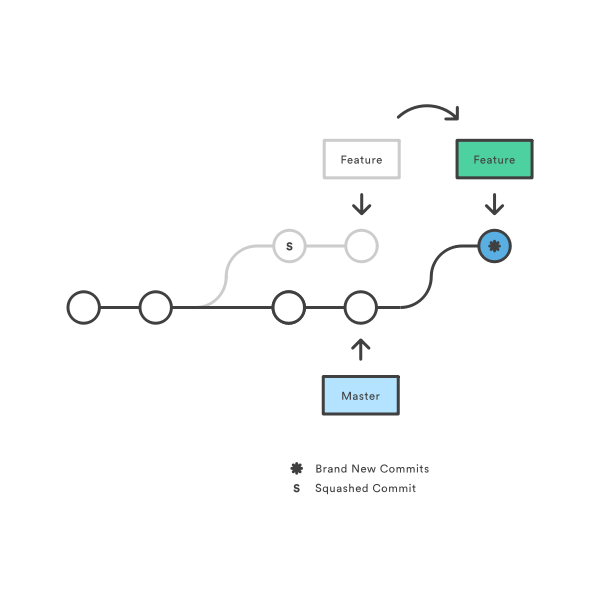 Feature
Feature
S
✸
Master
✸ Brand New Commits
S Squashed Commit